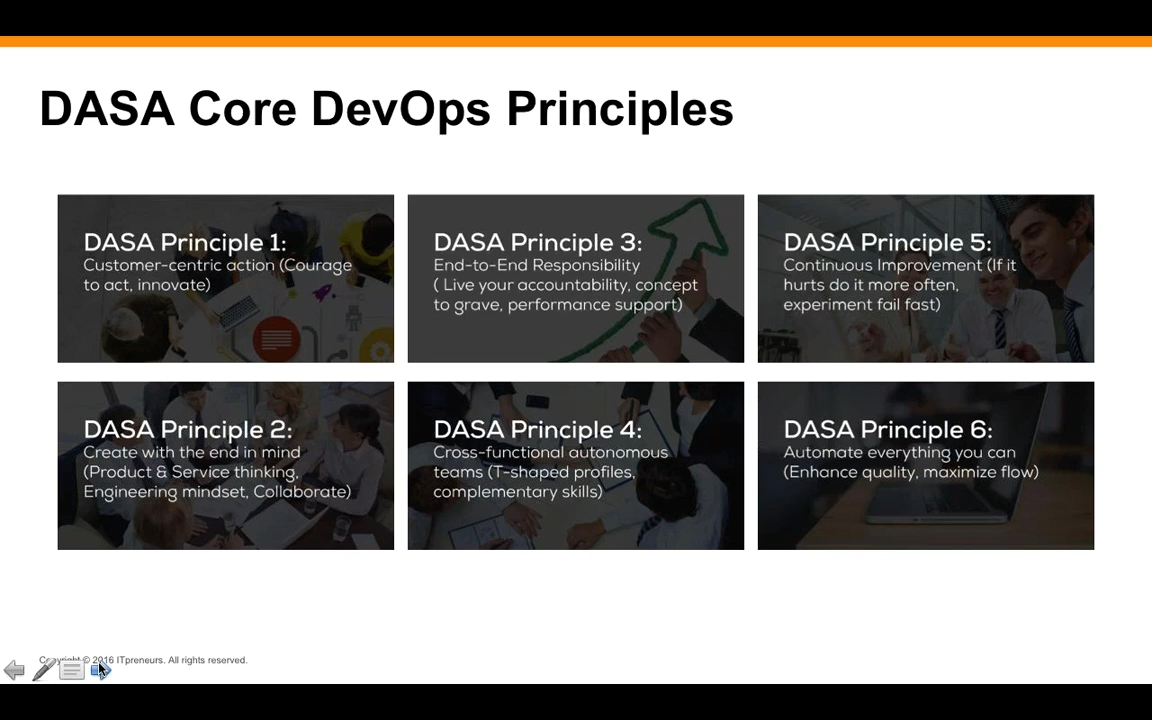 DASA Core DevOps Principles
DASA Principle 1:
Customer-centric action (Courage
to act, innovate)
DASA Principle 2:
Create with the end in mind
(Product & Service thinking,
Engineering mindset, Collaborate)
DASA Principle 3:
End-to-End Responsibility
( Live your accountability, concept
to grave, performance support)
DASA Principle 4:
Cross-functional autonomous
teams (T-shaped profiles,
complementary skills)
DASA Principle 5:
Continuous Improvement (If it
hurts do it more often,
experiment fail fast)
DASA Principle 6:
Automate everything you can
(Enhance quality, maximize flow)
Copyright © 2016 ITpreneurs. All rights reserved.